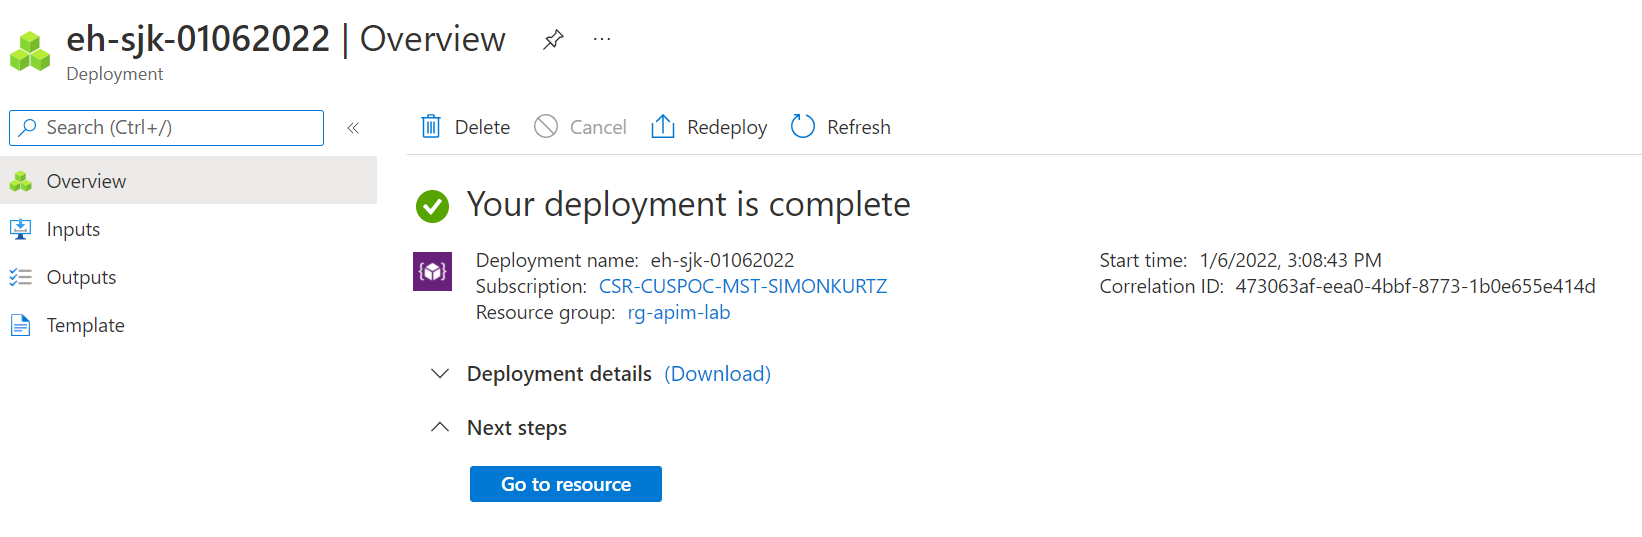 eh-sjk-01062022 | Overview ...
Deployment
Search (Ctrl+/) «
Overview
Inputs
Outputs
Template
Delete Cancel Redeploy Refresh
Your deployment is complete
Deployment name: eh-sjk-01062022
Subscription: CSR-CUSPOC-MST-SIMONKURTZ
Resource group: rg-apim-lab
Start time: 1/6/2022, 3:08:43 PM
Correlation ID: 473063af-eea0-4bbf-8773-1b0e655e414d
Deployment details (Download)
Next steps
Go to resource